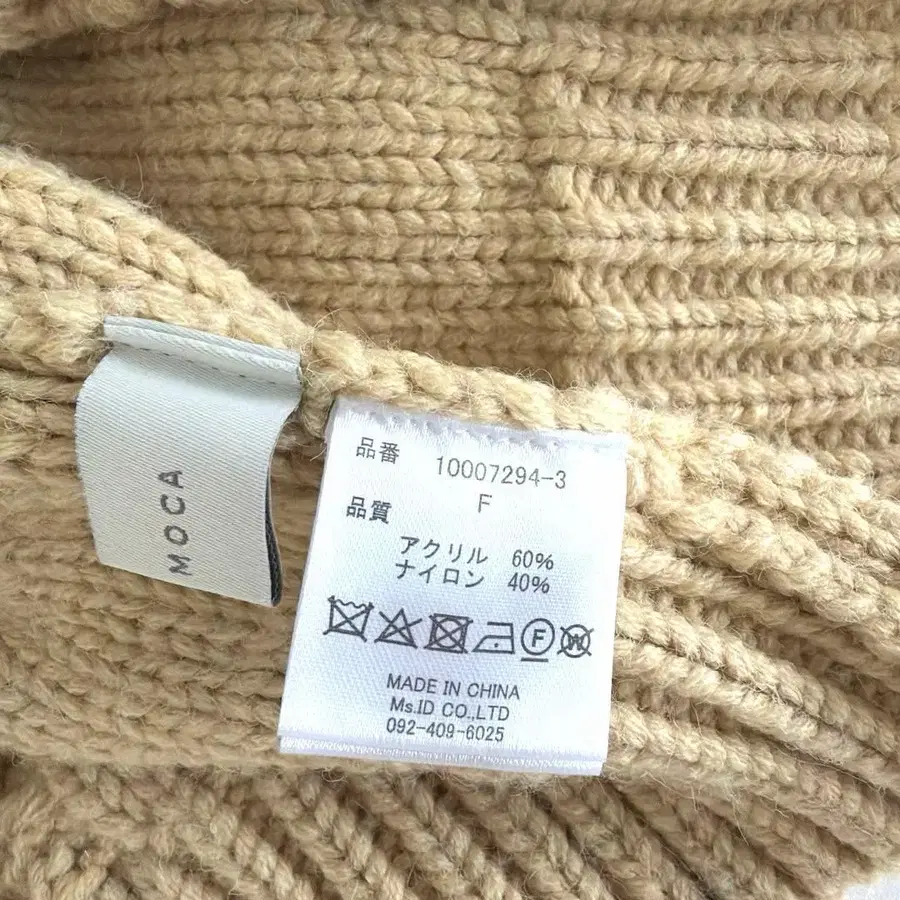 MOCA
品番 10007294-3
F
品質
アクリル 60%
ナイロン 40%
F W
MADE IN CHINA
Ms.ID CO.,LTD
092-409-6025